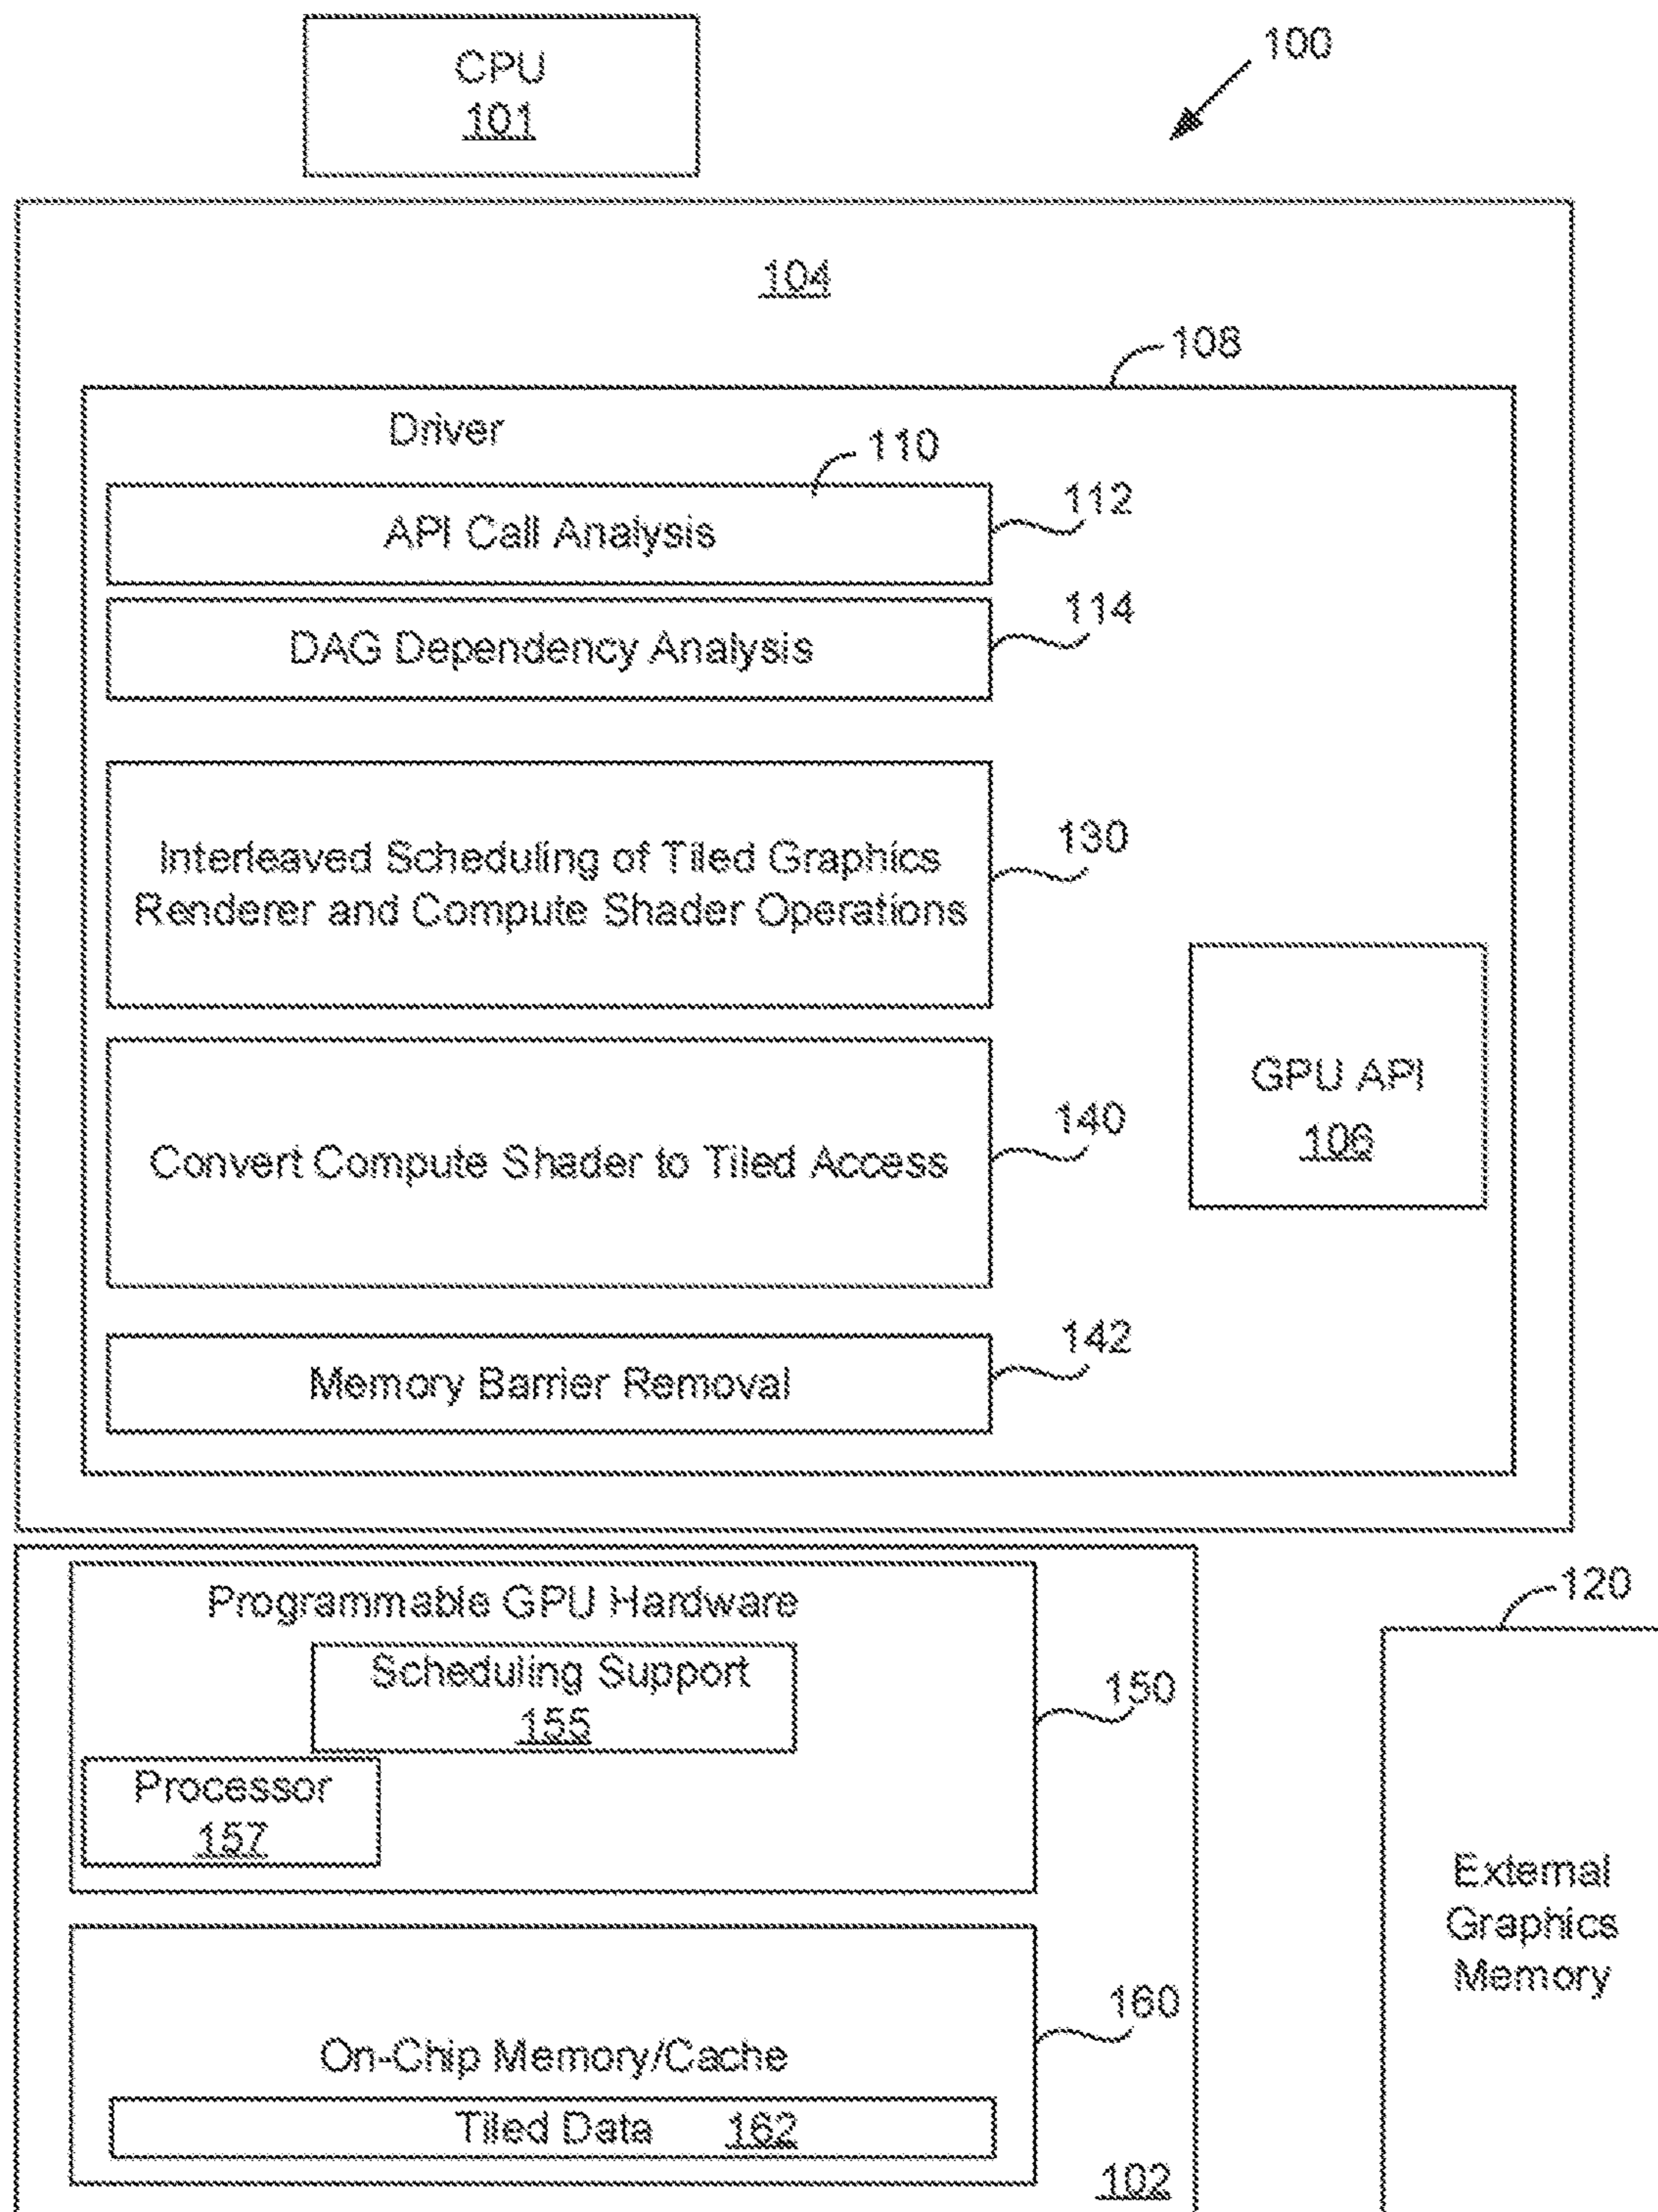 CPU
101
100
104
108
Driver
110
API Call Analysis
112
DAG Dependency Analysis
114
Interleaved Scheduling of Tiled Graphics
Renderer and Compute Shader Operations
130
GPU API
106
Convert Compute Shader to Tiled Access
140
Memory Barrier Removal
142
Programmable GPU Hardware
Scheduling Support
155
150
Processor
157
120
External
Graphics
Memory
On-Chip Memory/Cache
160
Tiled Data 162
102